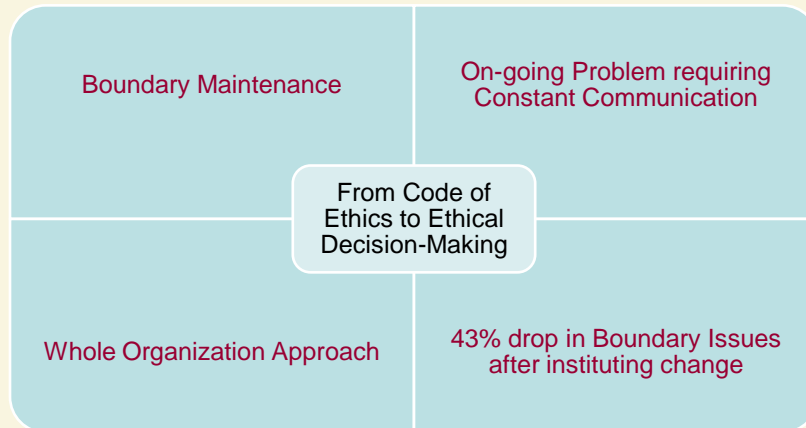 Boundary Maintenance
On-going Problem requiring
Constant Communication
From Code of
Ethics to Ethical
Decision-Making
Whole Organization Approach
43% drop in Boundary Issues
after instituting change